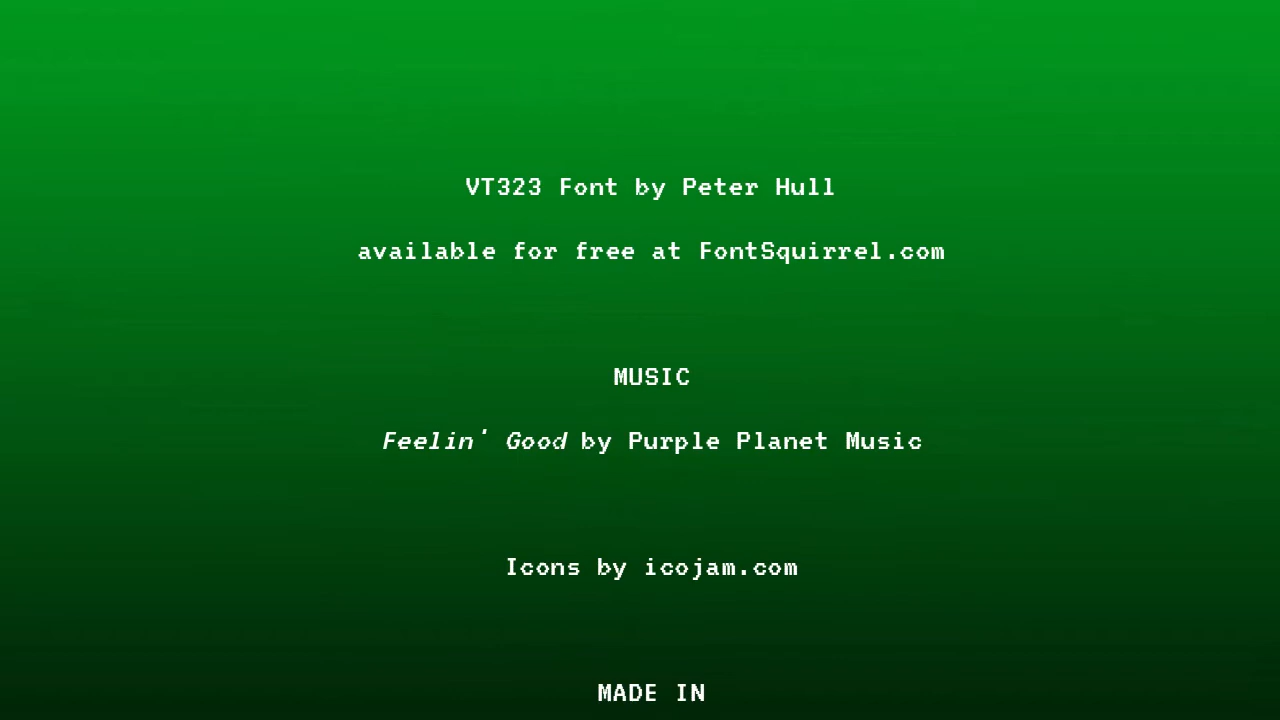 VT323 Font by Peter Hull
available for free at FontSquirrel.com
MUSIC
Feelin' Good by Purple Planet Music
Icons by icojam.com
MADE IN